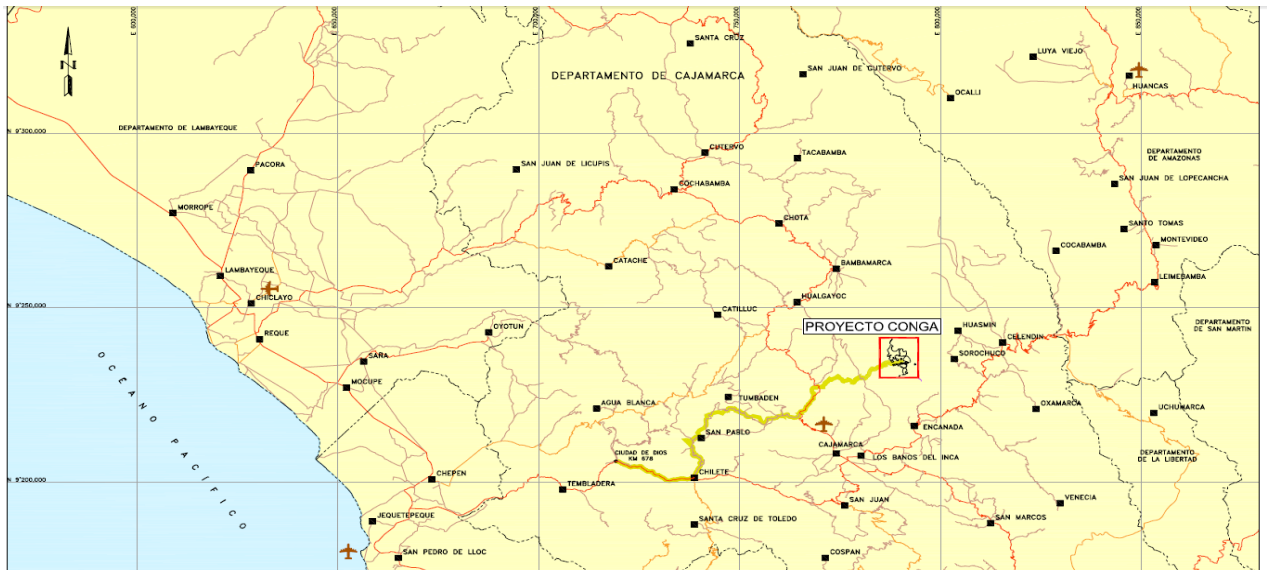 E 600,000
E 650,000
E 700,000
E 750,000
E 800,000
E 850,000
N
SANTA CRUZ
LUYA VIEJO
DEPARTAMENTO DE CAJAMARCA
SAN JUAN DE CUTERVO
HUANCAS
OCALLI
DEPARTAMENTO DE LAMBAYEQUE
N 9'300,000
CUTERVO
TACABAMBA
DEPARTAMENTO
DE AMAZONAS
PACORA
SAN JUAN DE LICUPIS
SAN JUAN DE LOPECANCHA
COCHABAMBA
MORROPE
CHOTA
SANTO TOMAS
MONTEVIDEO
COCABAMBA
CATACHE
BAMBAMARCA
LAMBAYEQUE
LEIMEBAMBA
CHICLAYO
HUALGAYOC
N 9'250,000
CATILLUC
PROYECTO CONGA
DEPARTAMENTO
DE SAN MARTIN
OYOTUN
HUASMIN
REQUE
CELENDIN
SAÑA
SOROCHUCO
MOCUPE
OCEANO PACIFICO
TUMBADEN
AGUA BLANCA
OXAMARCA
UCHUMARCA
ENCANADA
SAN PABLO
CAJAMARCA
CIUDAD DE DIOS
KM 678
LOS BANOS DEL INCA
DEPARTAMENTO
DE LA LIBERTAD
CHEPEN
CHILETE
N 9'200,000
TEMBLADERA
SAN JUAN
VENECIA
JEQUETEPEQUE
SANTA CRUZ DE TOLEDO
SAN MARCOS
SAN PEDRO DE LLOC
COSPAN